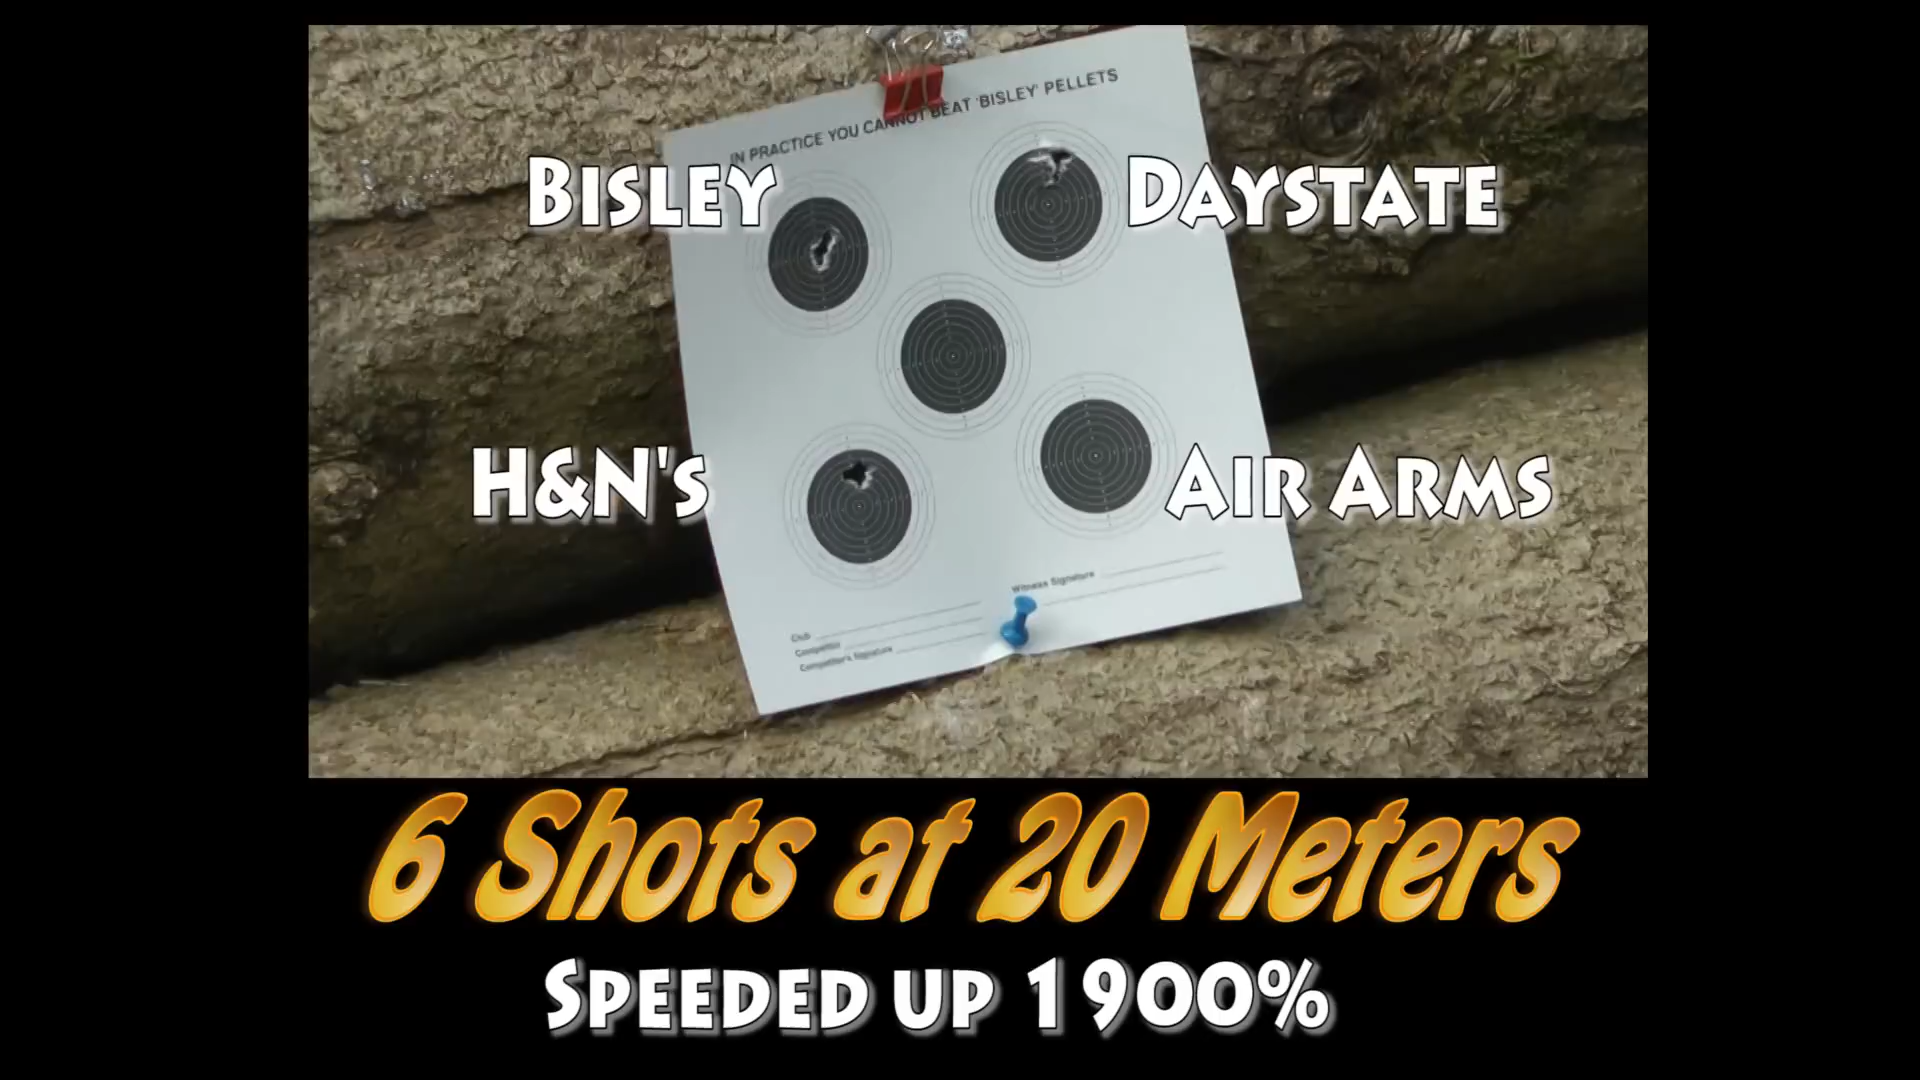 IN PRACTICE YOU CANNOT BEAT 'BISLEY' PELLETS
BISLEY
DAYSTATE
H&N'S
AIR ARMS
Witness Signature
Club
Competitor
Competitor's Signature
6 Shots at 20 Meters
SPEEDED UP 1900%